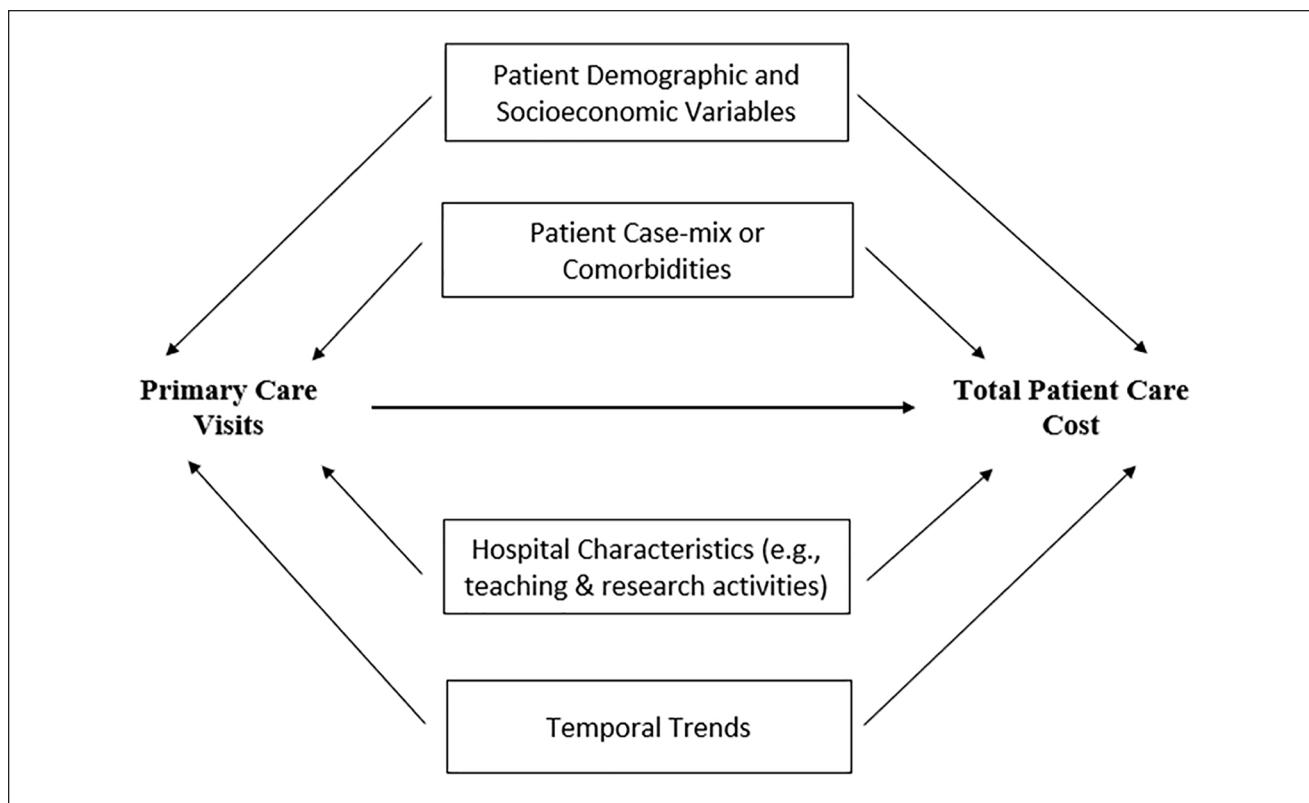 Patient Demographic and
Socioeconomic Variables
Patient Case-mix or
Comorbidities
Primary Care
Visits
Total Patient Care
Cost
Hospital Characteristics (e.g.,
teaching & research activities)
Temporal Trends